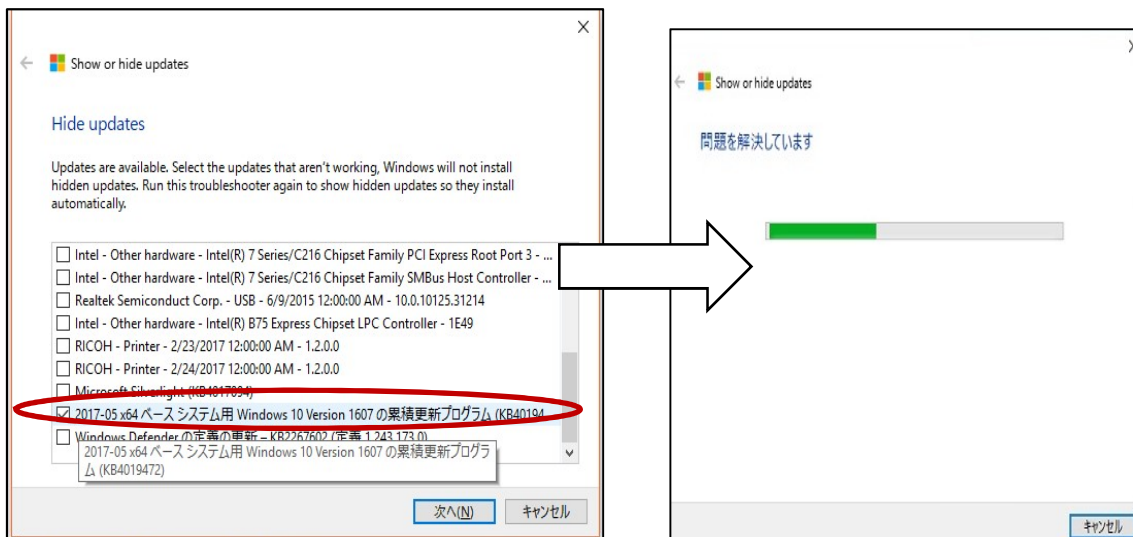 Show or hide updates
Hide updates
Updates are available. Select the updates that aren't working, Windows will not install
hidden updates. Run this troubleshooter again to show hidden updates so they install
automatically.
Intel - Other hardware - Intel(R) 7 Series/C216 Chipset Family PCI Express Root Port 3 - ...
Intel - Other hardware - Intel(R) 7 Series/C216 Chipset Family SMBus Host Controller - ...
Realtek Semiconduct Corp. - USB - 6/9/2015 12:00:00 AM - 10.0.10125.31214
Intel - Other hardware - Intel(R) B75 Express Chipset LPC Controller - 1E49
RICOH - Printer - 2/23/2017 12:00:00 AM - 1.2.0.0
RICOH - Printer - 2/24/2017 12:00:00 AM - 1.2.0.0
Microsoft Silverlight
2017-05 x64 ベース システム用 Windows 10 Version 1607 の累積更新プログラム (KB40194
Windows Defender の定義の更新 – KB2267602 (定義 1.243.173.0)
2017-05 x64 ベース システム用 Windows 10 Version 1607 の累積更新プログラ
ム (KB4019472)
次へ(N)
キャンセル
Show or hide updates
問題を解決しています
キャンセル